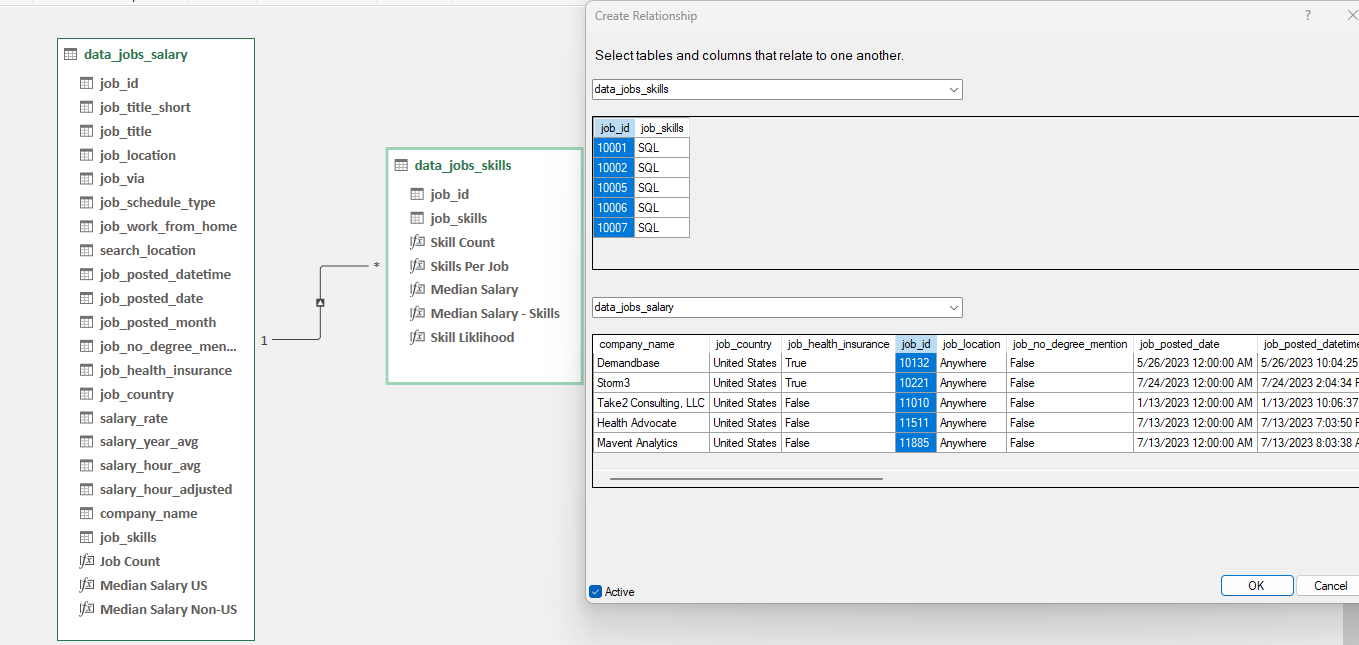 data_jobs_salary
job_id
job_title_short
job_title
job_location
job_via
job_schedule_type
job_work_from_home
search_location
job_posted_datetime
job_posted_date
job_posted_month
job_no_degree_men...
job_health_insurance
job_country
salary_rate
salary_year_avg
salary_hour_avg
salary_hour_adjusted
company_name
job_skills
Job Count
Median Salary US
Median Salary Non-US
1
*
data_jobs_skills
job_id
job_skills
Skill Count
Skills Per Job
Median Salary
Median Salary - Skills
Skill Liklihood
Create Relationship ?
Select tables and columns that relate to one another.
data_jobs_skills
job_id job_skills
10001 SQL
10002 SQL
10005 SQL
10006 SQL
10007 SQL
data_jobs_salary
company_name job_country job_health_insurance job_id job_location job_no_degree_mention job_posted_date job_posted_datetime
Demandbase United States True 10132 Anywhere False 5/26/2023 12:00:00 AM 5/26/2023 10:04:25
Storm3 United States True 10221 Anywhere False 7/24/2023 12:00:00 AM 7/24/2023 2:04:34 P
Take2 Consulting, LLC United States False 11010 Anywhere False 1/13/2023 12:00:00 AM 1/13/2023 10:06:37
Health Advocate United States False 11511 Anywhere False 7/13/2023 12:00:00 AM 7/13/2023 7:03:50 P
Mavent Analytics United States False 11885 Anywhere False 7/13/2023 12:00:00 AM 7/13/2023 8:03:38 A
Active
OK Cancel